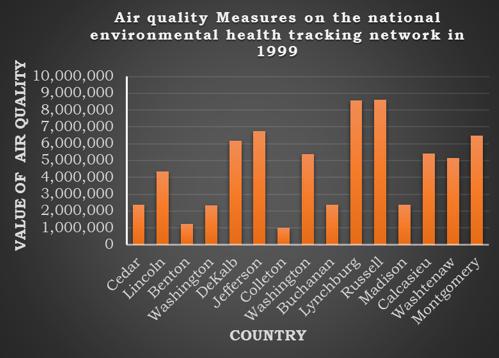 Air quality Measures on the national
environmental health tracking network in
1999
VALUE OF AIR QUALITY
10,000,000
9,000,000
8,000,000
7,000,000
6,000,000
5,000,000
4,000,000
3,000,000
2,000,000
1,000,000
0
Cedar
Lincoln
Benton
Washington
DeKalb
Jefferson
Colleton
Washington
Buchanan
Lynchburg
Russell
Madison
Calcasieu
Washtenaw
Montgomery
COUNTRY